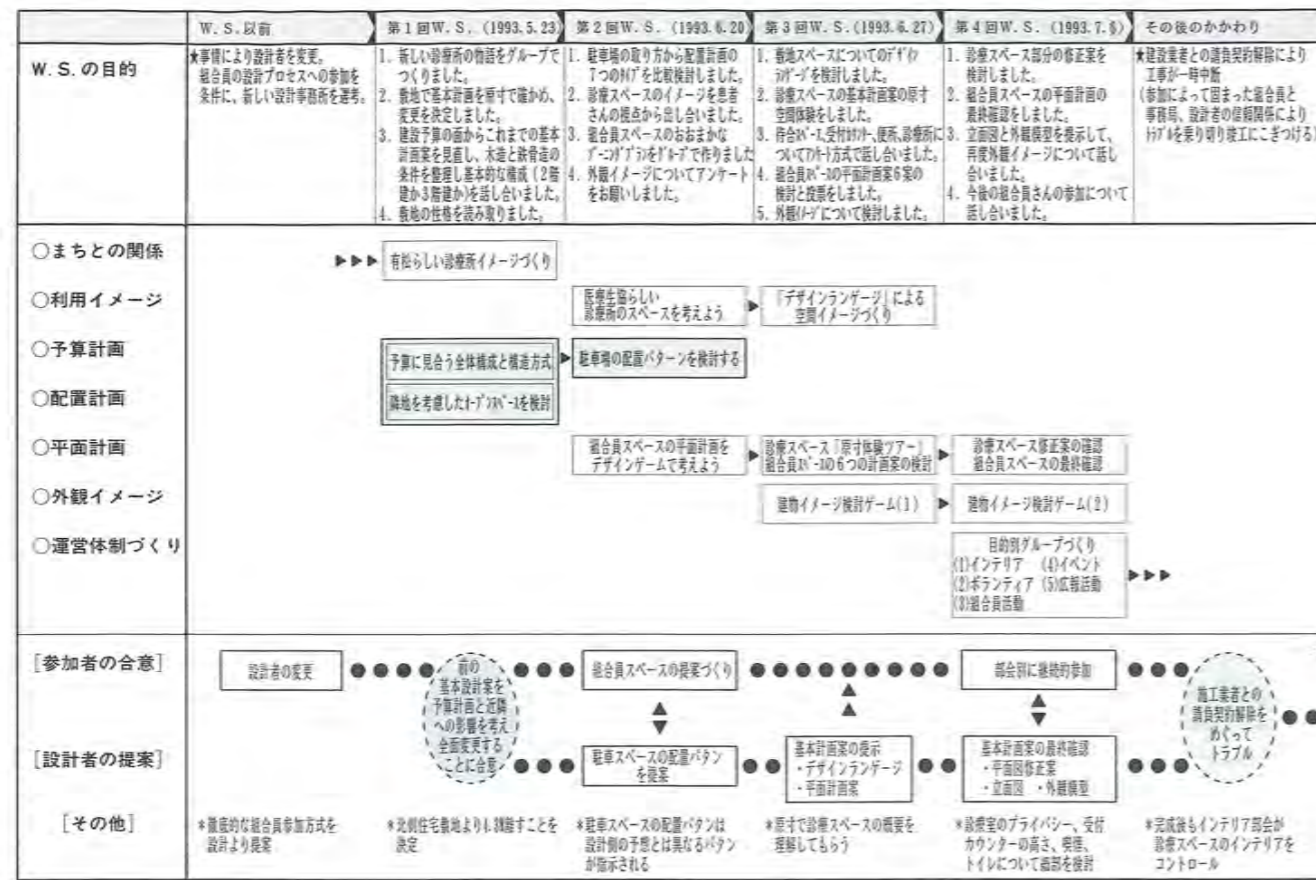 W.S.以前
第1回W.S. (1993.5.23)
第2回W.S. (1993.6.20)
第3回W.S. (1993.6.27)
第4回W.S. (1993.7.6)
その後のかかわり
W.S.の目的
★事情により設計者を変更。
組合員の設計プロセスへの参加を
条件に、新しい設計事務所を選考。
1. 新しい診療所の物語をグループで
つくりました。
2. 敷地で基本計画を原寸で確かめ、
変更を決定しました。
3. 建設予算の面からこれまでの基本
計画案を見直し、木造と鉄骨造の
条件を整理し基本的な構成(2階
建か3階建か)を話し合いました。
4. 敷地の性格を読み取りました。
1. 駐車場の取り方から配置計画の
7つのタイプを比較検討しました。
2. 診療スペースのイメージを患者
さんの視点から出し合いました。
3. 組合員スペースのおおまかな
ゾーニングプランをグループで作りました
4. 外観イメージについてアンケート
をお願いしました。
1. 敷地スペースについてのデザイン
ランゲージを検討しました。
2. 診療スペースの基本計画案の原寸
空間体験をしました。
3. 待合スペース、受付カウンター、便所、診療所に
ついてアンケート方式で話し合いました。
4. 組合員スペースの平面計画案6案の
検討と投票をしました。
5. 外観イメージについて検討しました。
1. 診療スペース部分の修正案を
検討しました。
2. 組合員スペースの平面計画の
最終確認をしました。
3. 立面図と外観模型を提示して、
再度外観イメージについて話し
合いました。
4. 今後の組合員さんの参加について
話し合いました。
★建設業者との請負契約解除により
工事が一時中断
(参加によって固まった組合員と
事務局、設計者の信頼関係により
トラブルを乗り切り竣工にこぎつける)
○まちとの関係
有松らしい診療所イメージづくり
○利用イメージ
医療生協らしい
診療所のスペースを考えよう
「デザインランゲージ」による
空間イメージづくり
○予算計画
予算に見合う全体構成と構造方式
駐車場の配置パターンを検討する
○配置計画
隣地を考慮したオープンスペースを検討
○平面計画
組合員スペースの平面計画を
デザインゲームで考えよう
診療スペース「原寸体験ツアー」
組合員スペースの6つの計画案の検討
診療スペース修正案の確認
組合員スペースの最終確認
○外観イメージ
建物イメージ検討ゲーム(1)
建物イメージ検討ゲーム(2)
○運営体制づくり
目的別グループづくり
(1)インテリア (4)イベント
(2)ボランティア (5)広報活動
(3)組合員活動
[参加者の合意]
設計者の変更
前の
基本設計案を
予算計画と近隣
への影響を考え
全面変更する
ことに合意
組合員スペースの提案づくり
部会別に継続的参加
施工業者との
請負契約解除を
めぐって
トラブル
[設計者の提案]
駐車スペースの配置パタン
を提案
基本計画案の提示
・デザインランゲージ
・平面計画案
基本計画案の最終確認
・平面図修正案
・立面図 ・外観模型
[その他]
*徹底的な組合員参加方式を
設計より提案
*北側住宅敷地より4.3m離すことを
決定
*駐車スペースの配置パタンは
設計側の予想とは異なるパタン
が指示される
*原寸で診療スペースの概要を
理解してもらう
*診療室のプライバシー、受付
カウンターの高さ、喫煙、
トイレについて細部を検討
*完成後もインテリア部会が
診療スペースのインテリアを
コントロール